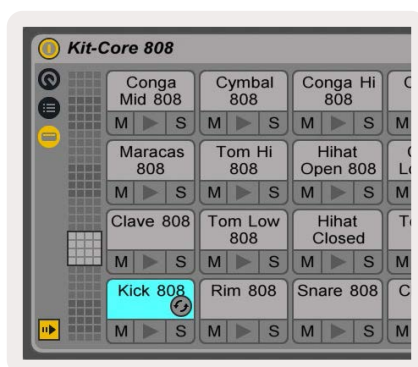 Kit-Core 808
Conga Cymbal Conga Hi
Mid 808 808 808
M S M S M S M
Maracas Tom Hi Hihat
808 808 Open 808
M S M S M S M
Clave 808 Tom Low Hihat
808 Closed
M S M S M S M
Kick 808 Rim 808 Snare 808
M S M S M S M